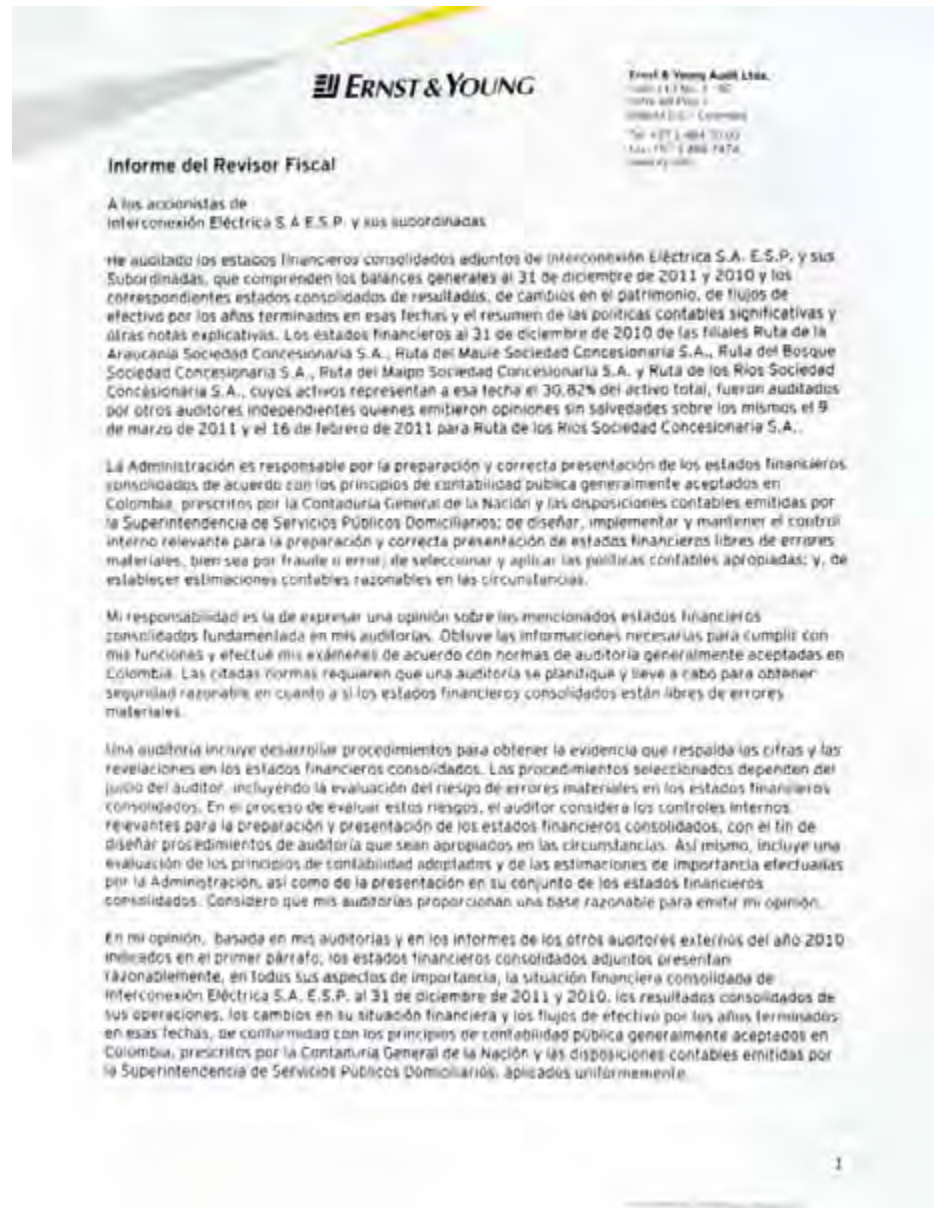 ERNST & YOUNG
Ernst & Young Audit Ltda.
Informe del Revisor Fiscal
A los accionistas de
Interconexión Eléctrica S.A E.S.P. y sus subordinadas
He auditado los estados financieros consolidados adjuntos de Interconexión Eléctrica S.A. E.S.P. y sus
Subordinadas, que comprenden los balances generales al 31 de diciembre de 2011 y 2010 y los
correspondientes estados consolidados de resultados, de cambios en el patrimonio, de flujos de
efectivo por los años terminados en esas fechas y el resumen de las políticas contables significativas y
otras notas explicativas. Los estados financieros al 31 de diciembre de 2010 de las filiales Ruta de la
Araucanía Sociedad Concesionaria S.A., Ruta del Maule Sociedad Concesionaria S.A., Ruta del Bosque
Sociedad Concesionaria S.A., Ruta del Maipo Sociedad Concesionaria S.A. y Ruta de los Ríos Sociedad
Concesionaria S.A., cuyos activos representan a esa fecha el 30.82% del activo total, fueron auditados
por otros auditores independientes quienes emitieron opiniones sin salvedades sobre los mismos el 9
de marzo de 2011 y el 16 de febrero de 2011 para Ruta de los Ríos Sociedad Concesionaria S.A..
La Administración es responsable por la preparación y correcta presentación de los estados financieros
consolidados de acuerdo con los principios de contabilidad pública generalmente aceptados en
Colombia, prescritos por la Contaduría General de la Nación y las disposiciones contables emitidas por
la Superintendencia de Servicios Públicos Domiciliarios; de diseñar, implementar y mantener el control
interno relevante para la preparación y correcta presentación de estados financieros libres de errores
materiales, bien sea por fraude o error; de seleccionar y aplicar las políticas contables apropiadas; y, de
establecer estimaciones contables razonables en las circunstancias.
Mi responsabilidad es la de expresar una opinión sobre los mencionados estados financieros
consolidados fundamentada en mis auditorías. Obtuve las informaciones necesarias para cumplir con
mis funciones y efectué mis exámenes de acuerdo con normas de auditoría generalmente aceptadas en
Colombia. Las citadas normas requieren que una auditoría se planifique y lleve a cabo para obtener
seguridad razonable en cuanto a si los estados financieros consolidados están libres de errores
materiales.
Una auditoría incluye desarrollar procedimientos para obtener la evidencia que respalda las cifras y las
revelaciones en los estados financieros consolidados. Los procedimientos seleccionados dependen del
juicio del auditor, incluyendo la evaluación del riesgo de errores materiales en los estados financieros
consolidados. En el proceso de evaluar estos riesgos, el auditor considera los controles internos
relevantes para la preparación y presentación de los estados financieros consolidados, con el fin de
diseñar procedimientos de auditoría que sean apropiados en las circunstancias. Así mismo, incluye una
evaluación de los principios de contabilidad adoptados y de las estimaciones de importancia efectuadas
por la Administración, así como de la presentación en su conjunto de los estados financieros
consolidados. Considero que mis auditorías proporcionan una base razonable para emitir mi opinión.
En mi opinión, basada en mis auditorías y en los informes de los otros auditores externos del año 2010
indicados en el primer párrafo, los estados financieros consolidados adjuntos presentan
razonablemente, en todos sus aspectos de importancia, la situación financiera consolidada de
Interconexión Eléctrica S.A. E.S.P. al 31 de diciembre de 2011 y 2010, los resultados consolidados de
sus operaciones, los cambios en su situación financiera y los flujos de efectivo por los años terminados
en esas fechas, de conformidad con los principios de contabilidad pública generalmente aceptados en
Colombia, prescritos por la Contaduría General de la Nación y las disposiciones contables emitidas por
la Superintendencia de Servicios Públicos Domiciliarios, aplicados uniformemente.
1